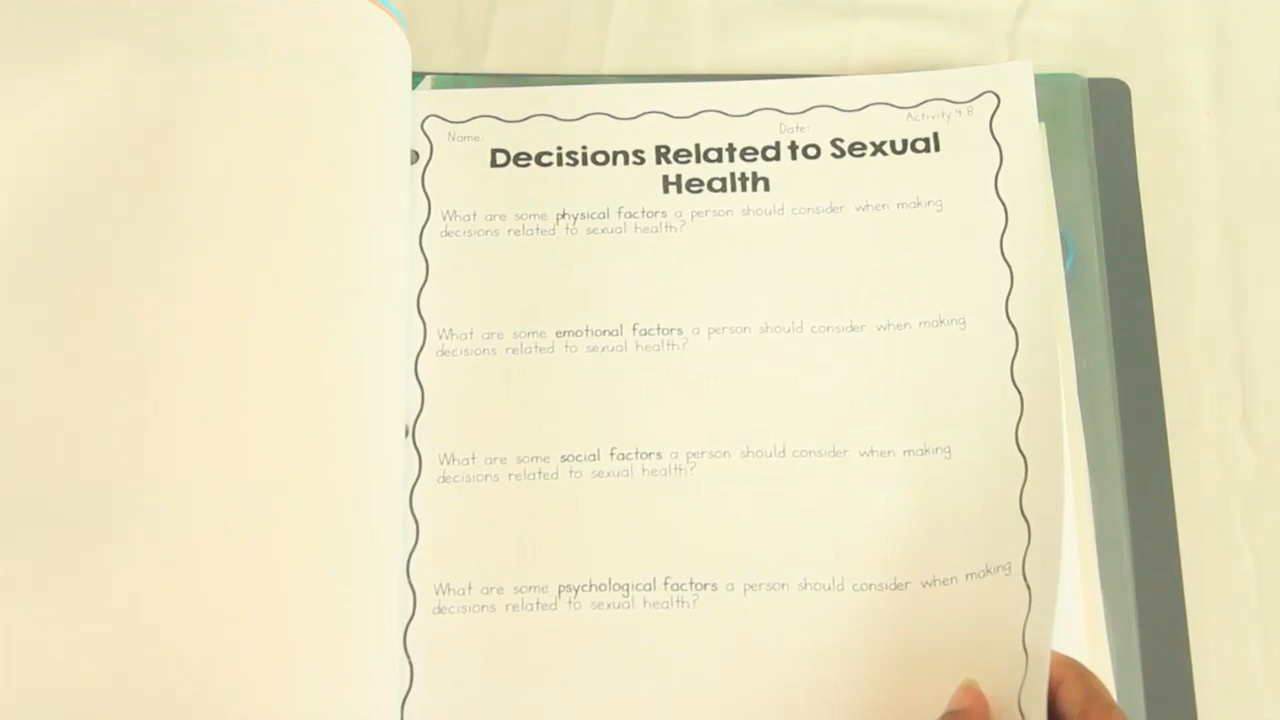 Name:
Date:
Activity 4.8
Decisions Related to Sexual
Health
What are some physical factors a person should consider when making
decisions related to sexual health?
What are some emotional factors a person should consider when making
decisions related to sexual health?
What are some social factors a person should consider when making
decisions related to sexual health?
What are some psychological factors a person should consider when making
decisions related to sexual health?